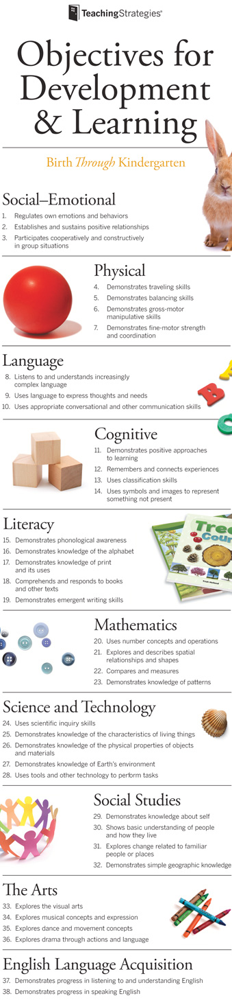 TeachingStrategies®
Objectives for
Development
& Learning
Birth Through Kindergarten
Social–Emotional
1. Regulates own emotions and behaviors
2. Establishes and sustains positive relationships
3. Participates cooperatively and constructively
in group situations
Physical
4. Demonstrates traveling skills
5. Demonstrates balancing skills
6. Demonstrates gross-motor
manipulative skills
7. Demonstrates fine-motor strength
and coordination
Language
8. Listens to and understands increasingly
complex language
9. Uses language to express thoughts and needs
10. Uses appropriate conversational and other communication skills
A
B
Cognitive
11. Demonstrates positive approaches
to learning
12. Remembers and connects experiences
13. Uses classification skills
14. Uses symbols and images to represent
something not present
Literacy
15. Demonstrates phonological awareness
16. Demonstrates knowledge of the alphabet
17. Demonstrates knowledge of print
and its uses
18. Comprehends and responds to books
and other texts
19. Demonstrates emergent writing skills
Tree
Coun
Mathematics
20. Uses number concepts and operations
21. Explores and describes spatial
relationships and shapes
22. Compares and measures
23. Demonstrates knowledge of patterns
Science and Technology
24. Uses scientific inquiry skills
25. Demonstrates knowledge of the characteristics of living things
26. Demonstrates knowledge of the physical properties of objects
and materials
27. Demonstrates knowledge of Earth's environment
28. Uses tools and other technology to perform tasks
Social Studies
29. Demonstrates knowledge about self
30. Shows basic understanding of people
and how they live
31. Explores change related to familiar
people or places
32. Demonstrates simple geographic knowledge
The Arts
33. Explores the visual arts
34. Explores musical concepts and expression
35. Explores dance and movement concepts
36. Explores drama through actions and language
English Language Acquisition
37. Demonstrates progress in listening to and understanding English
38. Demonstrates progress in speaking English